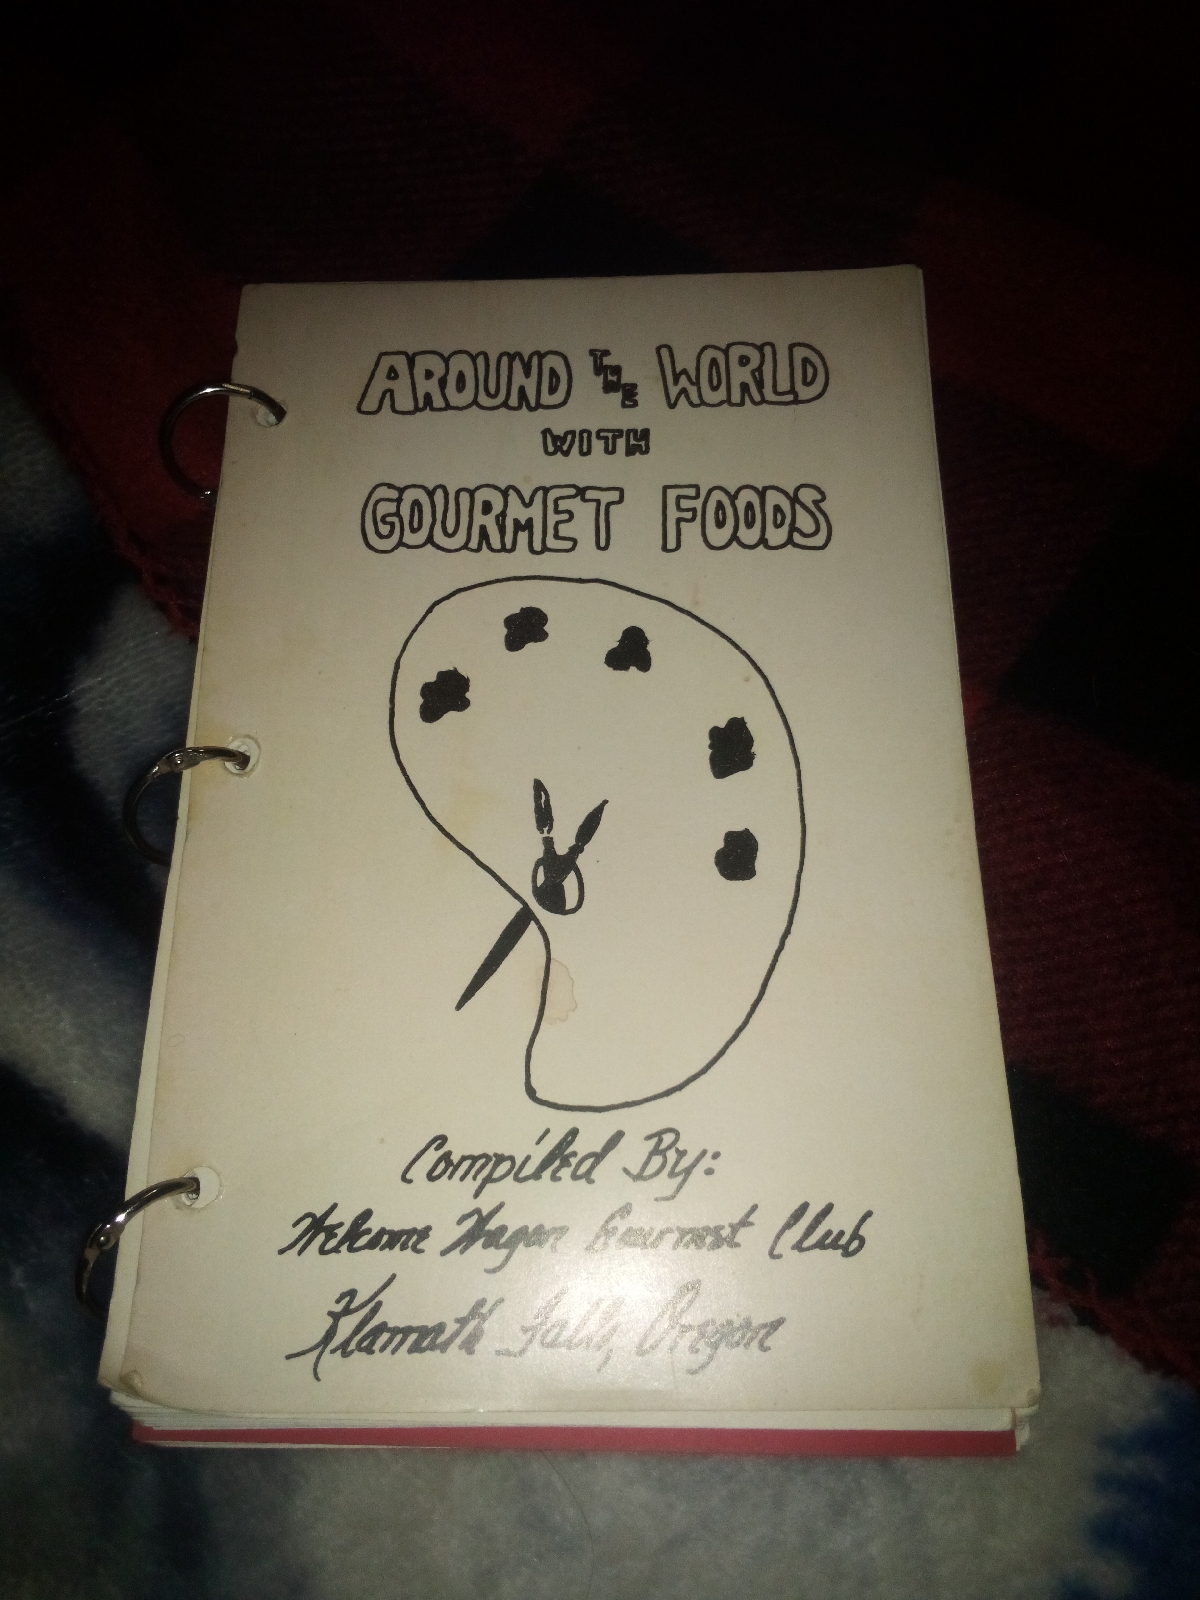 AROUND THE WORLD
WITH
GOURMET FOODS
Compiled By:
Welcome Wagon Gourmet Club
Klamath Falls, Oregon